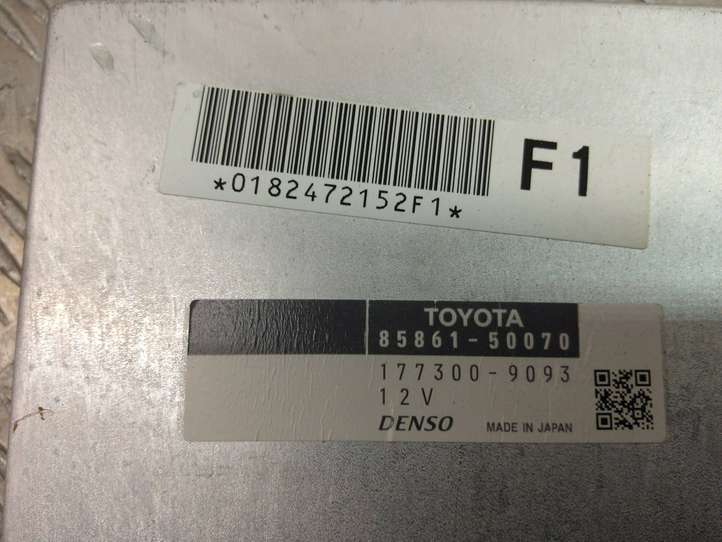 F1
*0182472152F1*
TOYOTA
85861-50070
177300-9093
12V
DENSO MADE IN JAPAN